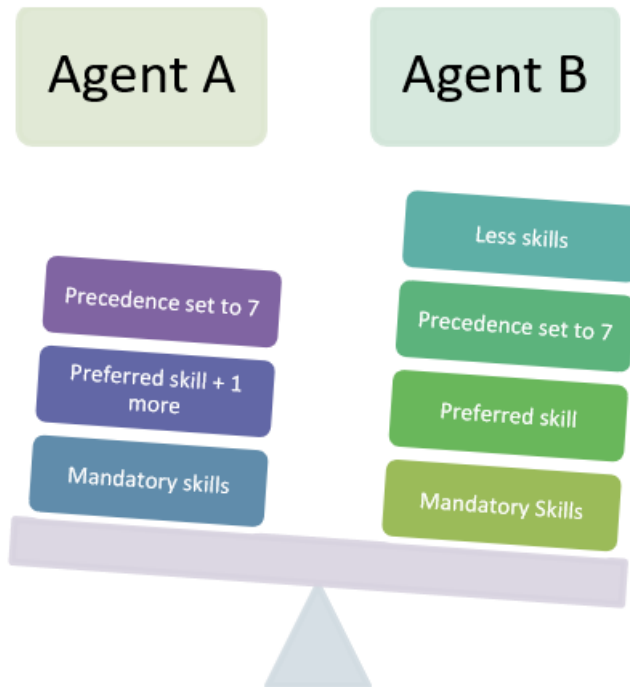 Agent A
Agent B
Precedence set to 7
Preferred skill + 1
more
Mandatory skills
Less skills
Precedence set to 7
Preferred skill
Mandatory Skills